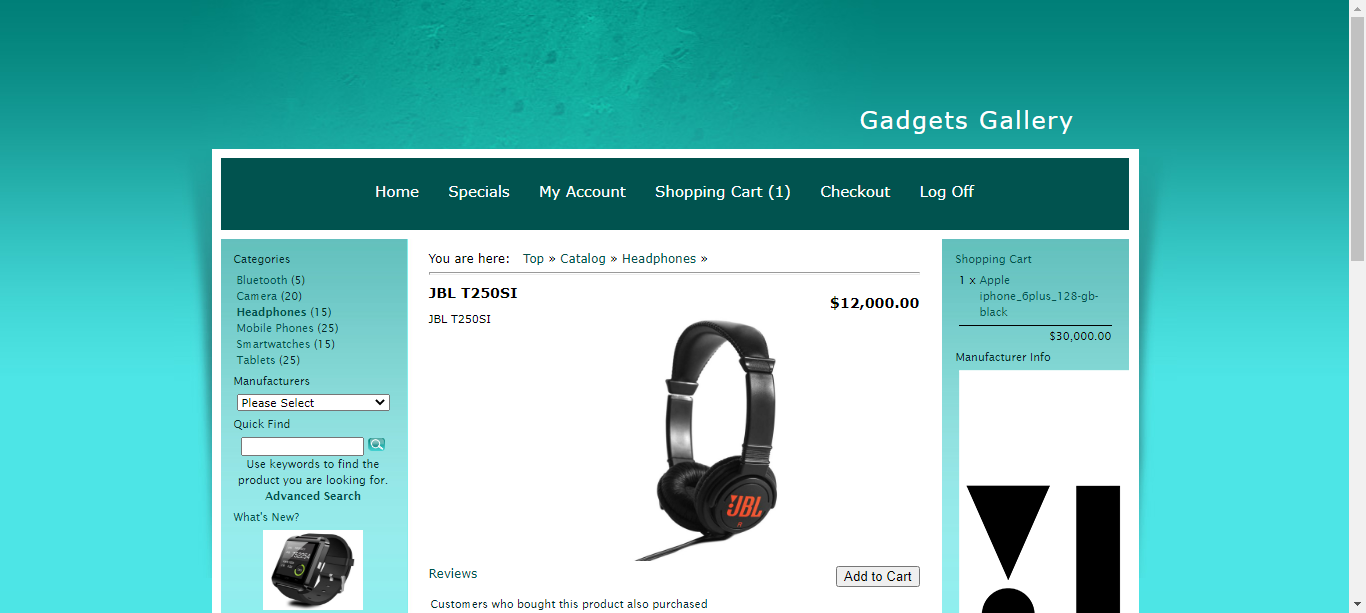 Gadgets Gallery
Home Specials My Account Shopping Cart (1) Checkout Log Off
Categories
Bluetooth (5)
Camera (20)
Headphones (15)
Mobile Phones (25)
Smartwatches (15)
Tablets (25)
Manufacturers
Please Select
Quick Find
Use keywords to find the
product you are looking for.
Advanced Search
What's New?
You are here: Top » Catalog » Headphones »
JBL T250SI
$12,000.00
JBL T250SI
JBL
Reviews
Add to Cart
Customers who bought this product also purchased
Shopping Cart
1 x Apple
iphone_6plus_128-gb-
black
$30,000.00
Manufacturer Info